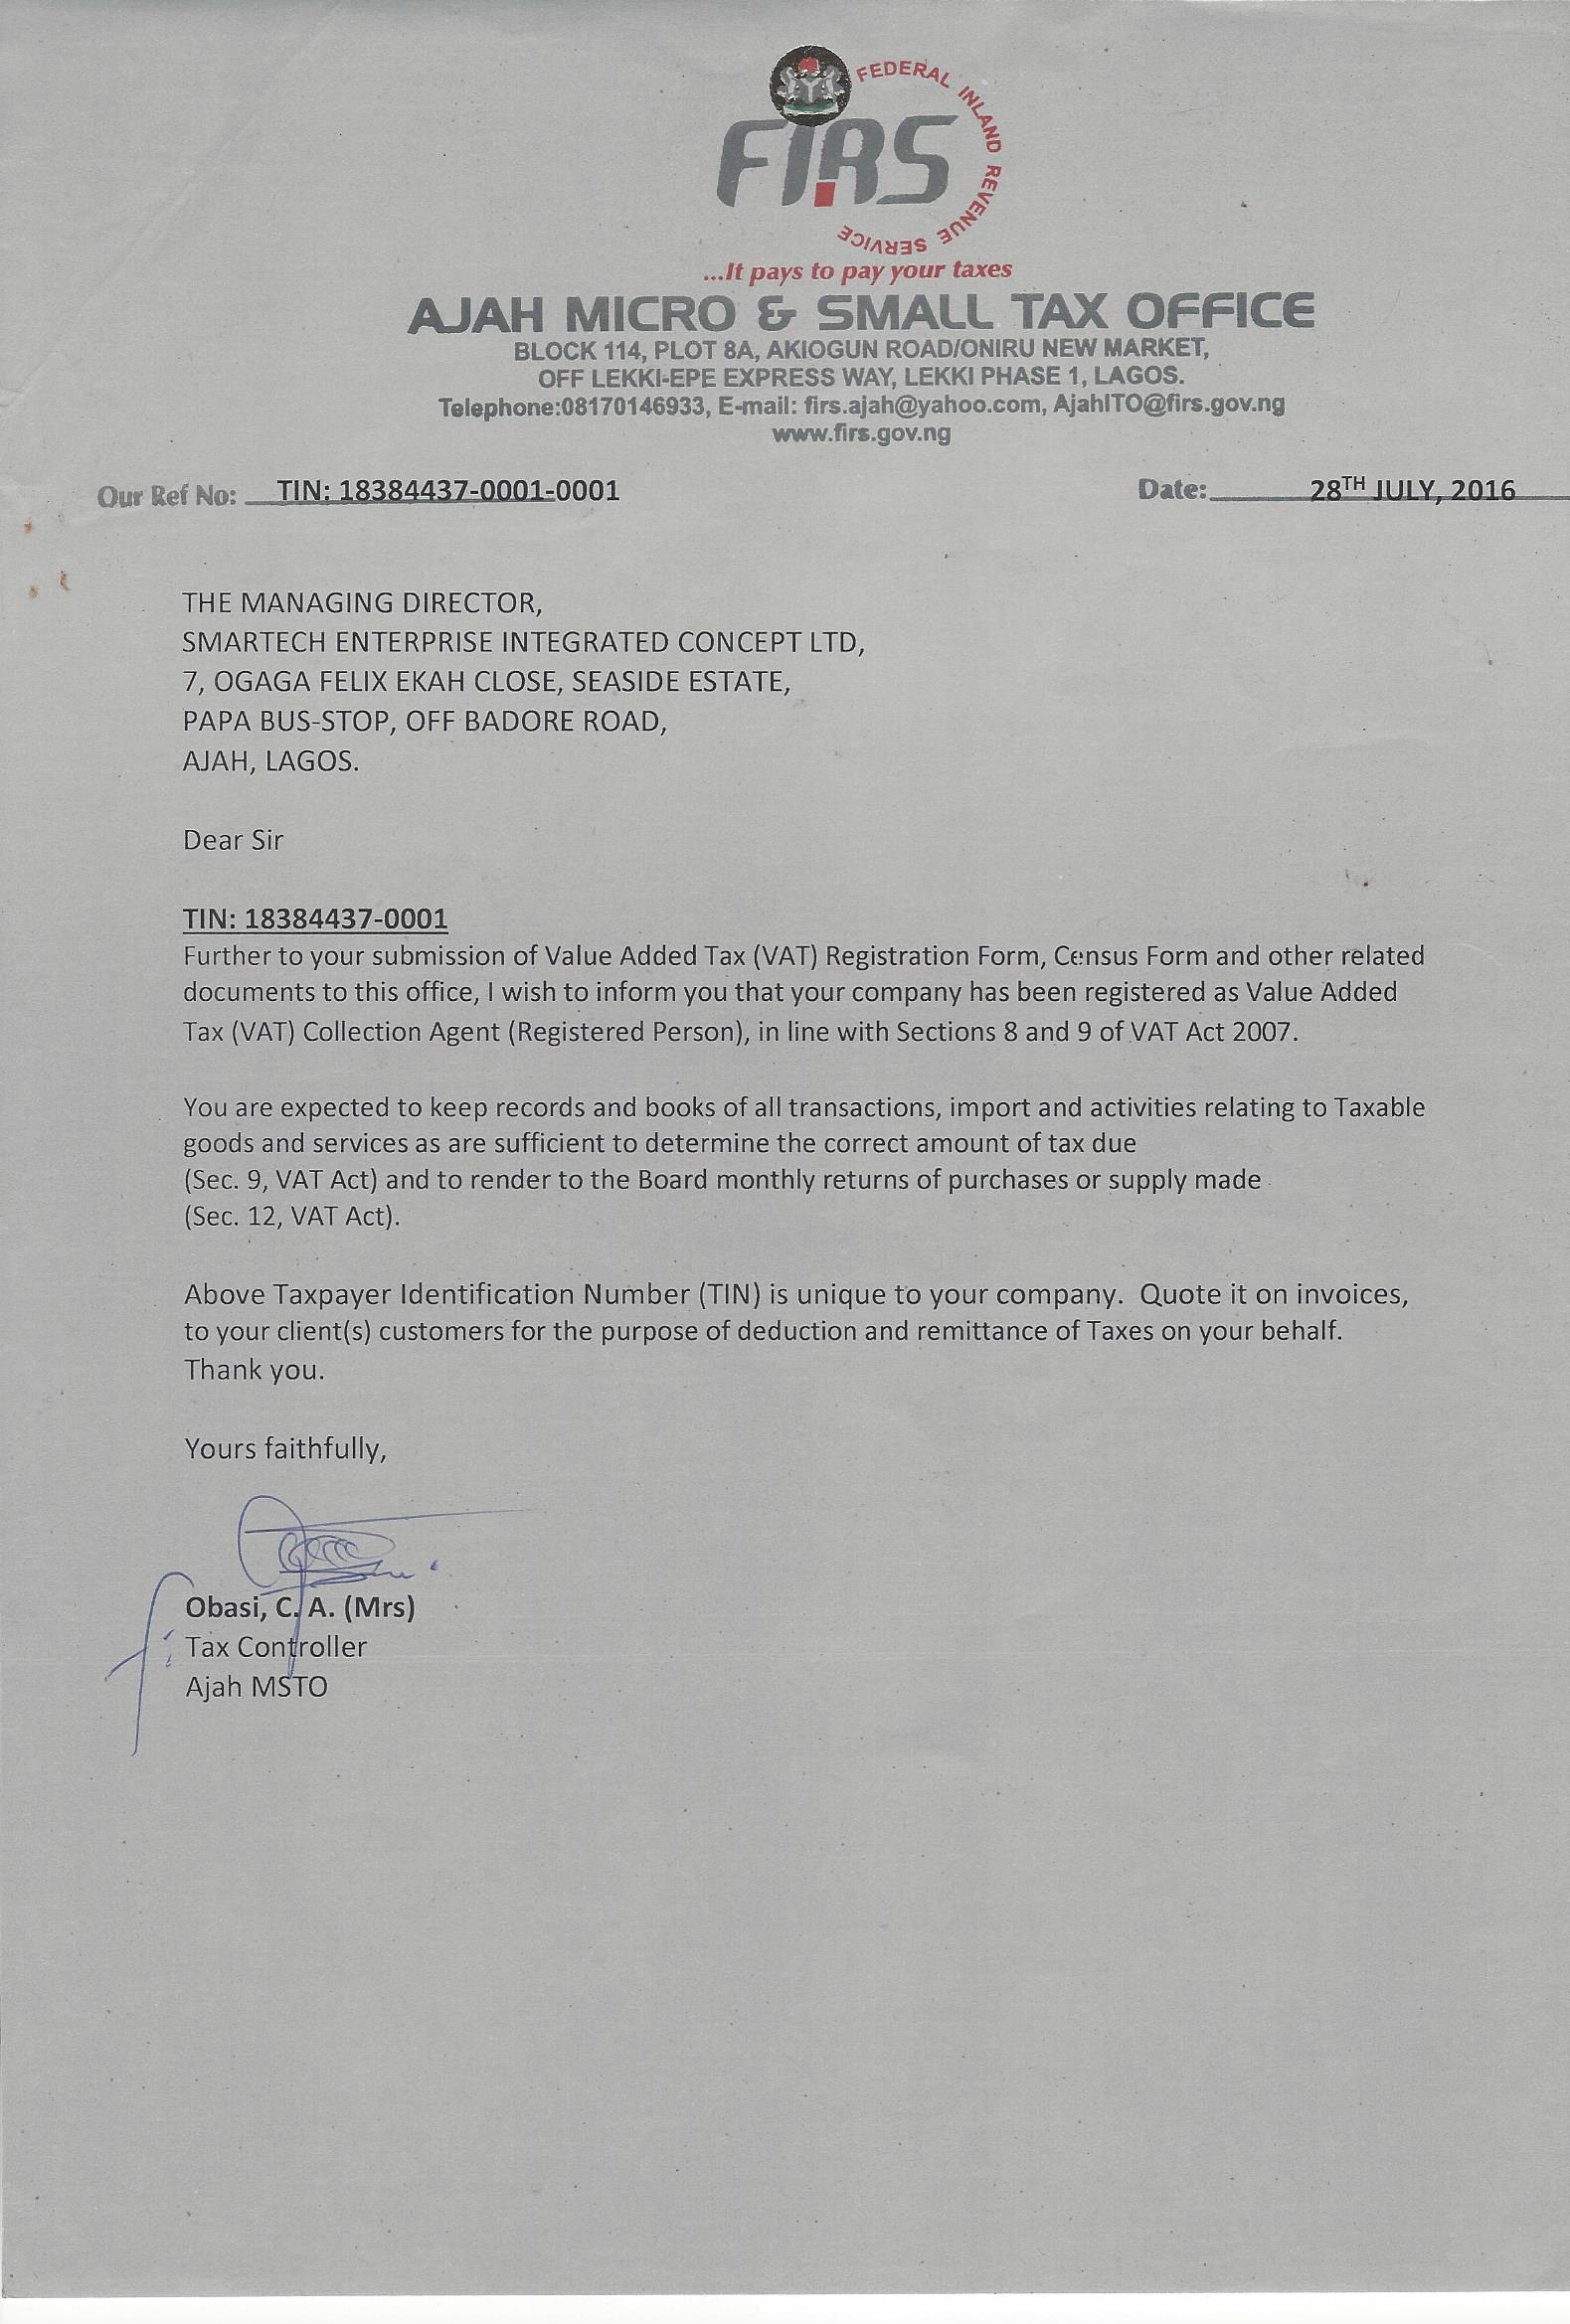 FEDERAL INLAND REVENUE SERVICE
FIRS
...It pays to pay your taxes
AJAH MICRO & SMALL TAX OFFICE
BLOCK 114, PLOT 8A, AKIOGUN ROAD/ONIRU NEW MARKET,
OFF LEKKI-EPE EXPRESS WAY, LEKKI PHASE 1, LAGOS.
Telephone:08170146933, E-mail: firs.ajah@yahoo.com, AjahITO@firs.gov.ng
www.firs.gov.ng
Our Ref No: TIN: 18384437-0001-0001 Date: 28TH JULY, 2016
THE MANAGING DIRECTOR,
SMARTECH ENTERPRISE INTEGRATED CONCEPT LTD,
7, OGAGA FELIX EKAH CLOSE, SEASIDE ESTATE,
PAPA BUS-STOP, OFF BADORE ROAD,
AJAH, LAGOS.
Dear Sir
TIN: 18384437-0001
Further to your submission of Value Added Tax (VAT) Registration Form, Census Form and other related
documents to this office, I wish to inform you that your company has been registered as Value Added
Tax (VAT) Collection Agent (Registered Person), in line with Sections 8 and 9 of VAT Act 2007.
You are expected to keep records and books of all transactions, import and activities relating to Taxable
goods and services as are sufficient to determine the correct amount of tax due
(Sec. 9, VAT Act) and to render to the Board monthly returns of purchases or supply made
(Sec. 12, VAT Act).
Above Taxpayer Identification Number (TIN) is unique to your company.  Quote it on invoices,
to your client(s) customers for the purpose of deduction and remittance of Taxes on your behalf.
Thank you.
Yours faithfully,
Obasi, C. A. (Mrs)
Tax Controller
Ajah MSTO